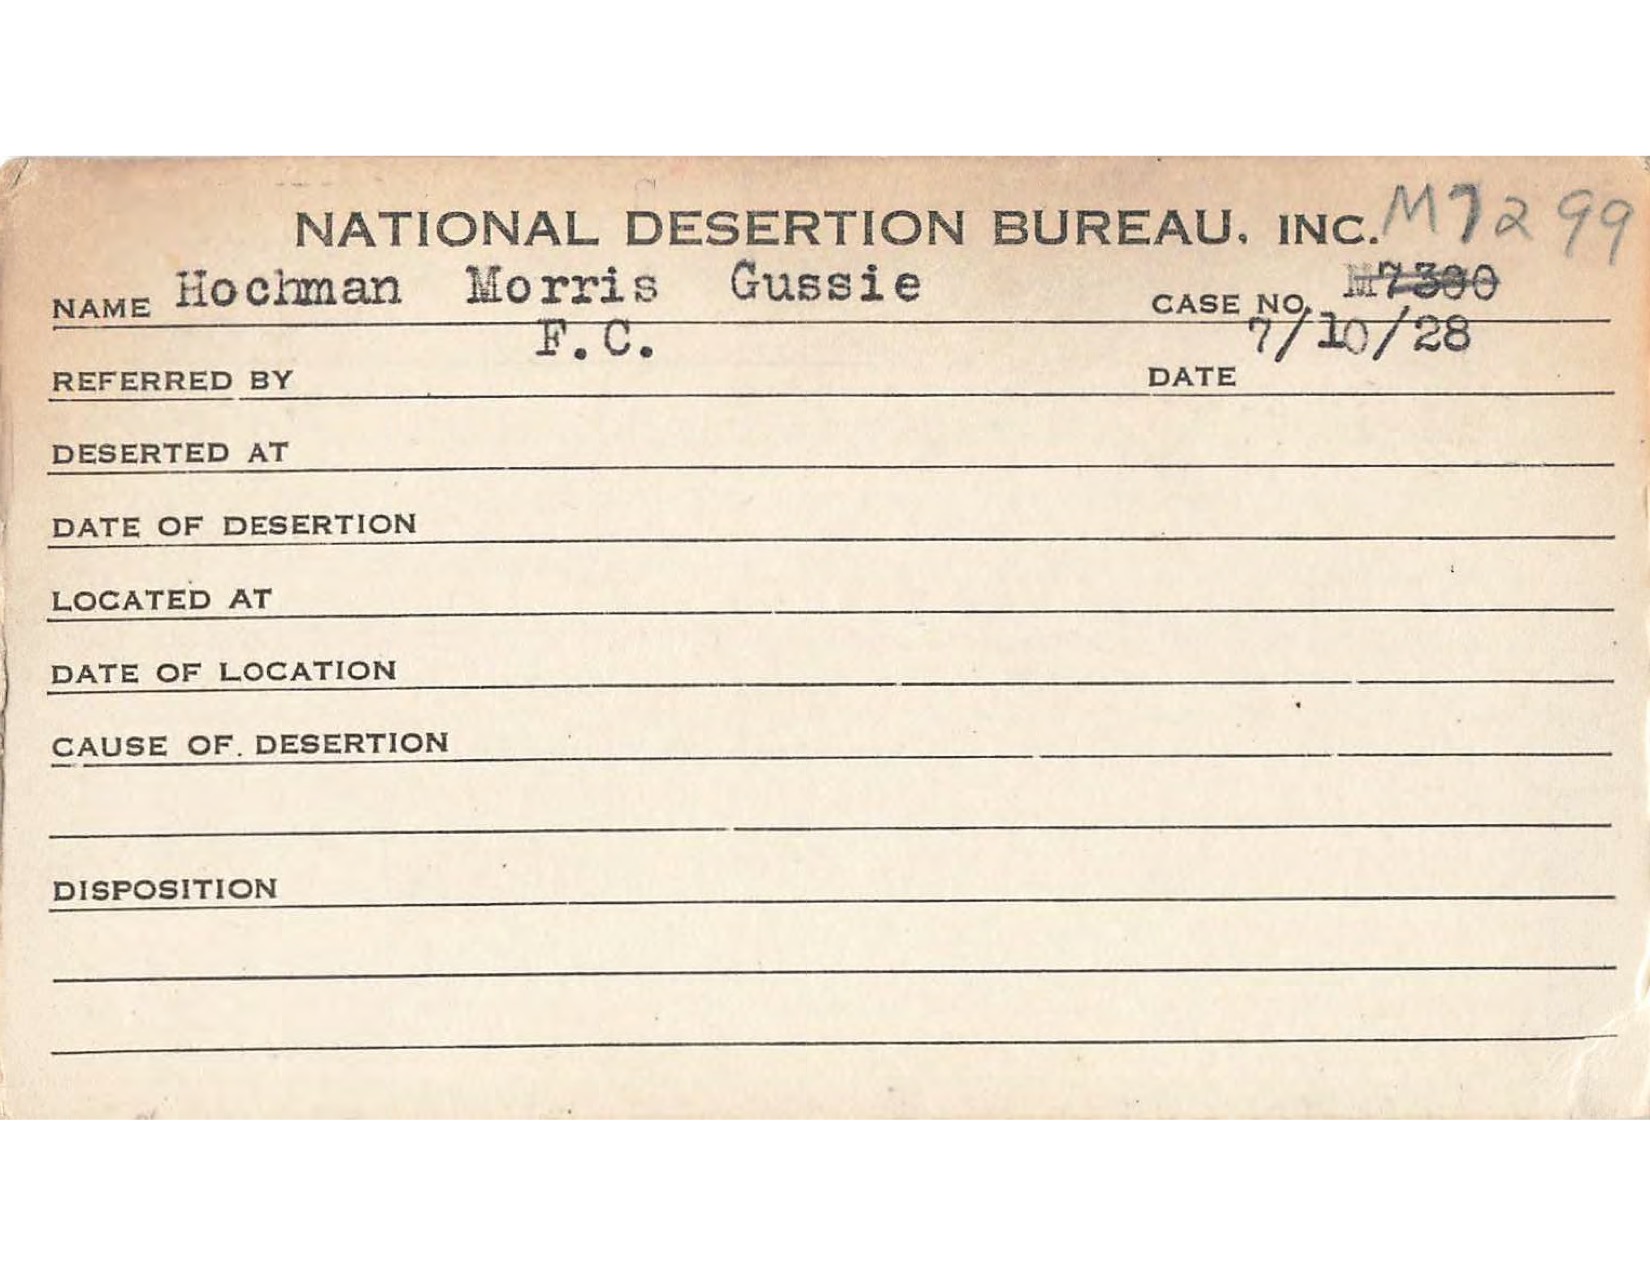 NATIONAL DESERTION BUREAU, INC. M7299
NAME Hochman Morris Gussie CASE NO. M7300
F.C. 7/10/28
REFERRED BY DATE
DESERTED AT
DATE OF DESERTION
LOCATED AT
DATE OF LOCATION
CAUSE OF DESERTION
DISPOSITION